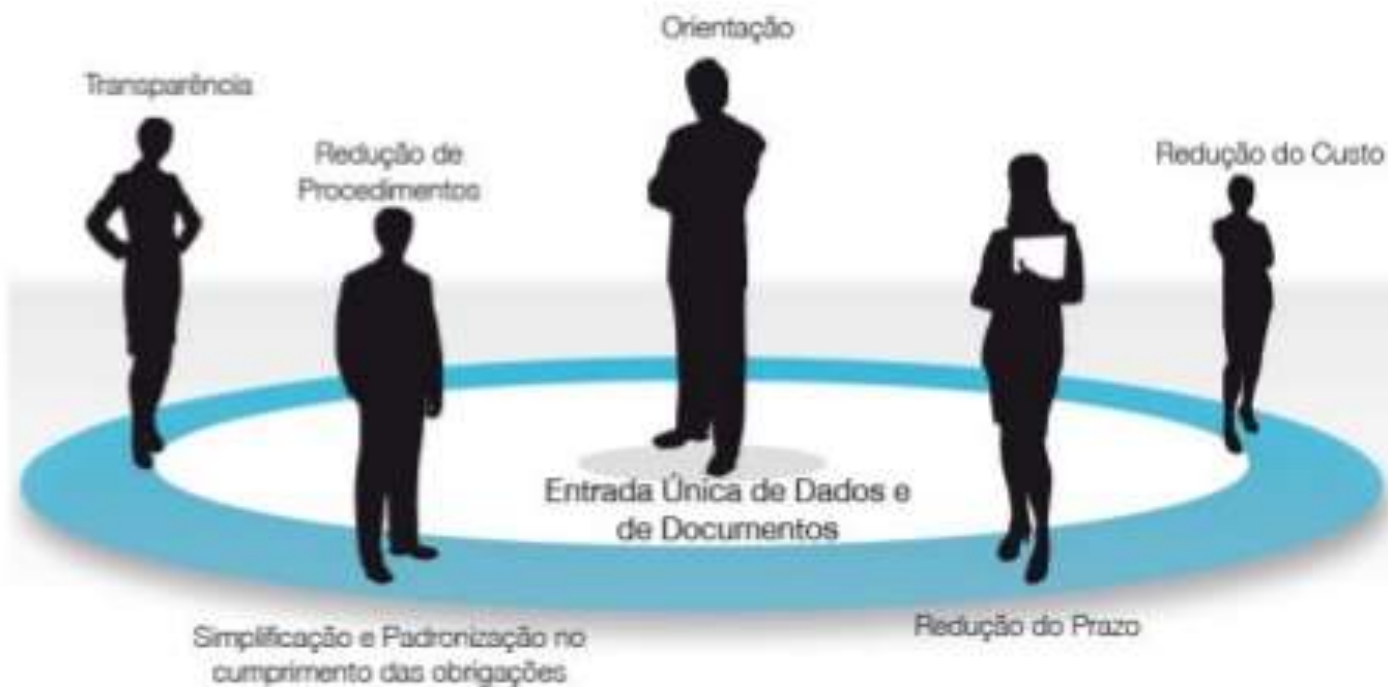 Orientação
Transparência
Redução de
Procedimentos
Redução do Custo
Entrada Única de Dados e
de Documentos
Redução do Prazo
Simplificação e Padronização no
cumprimento das obrigações